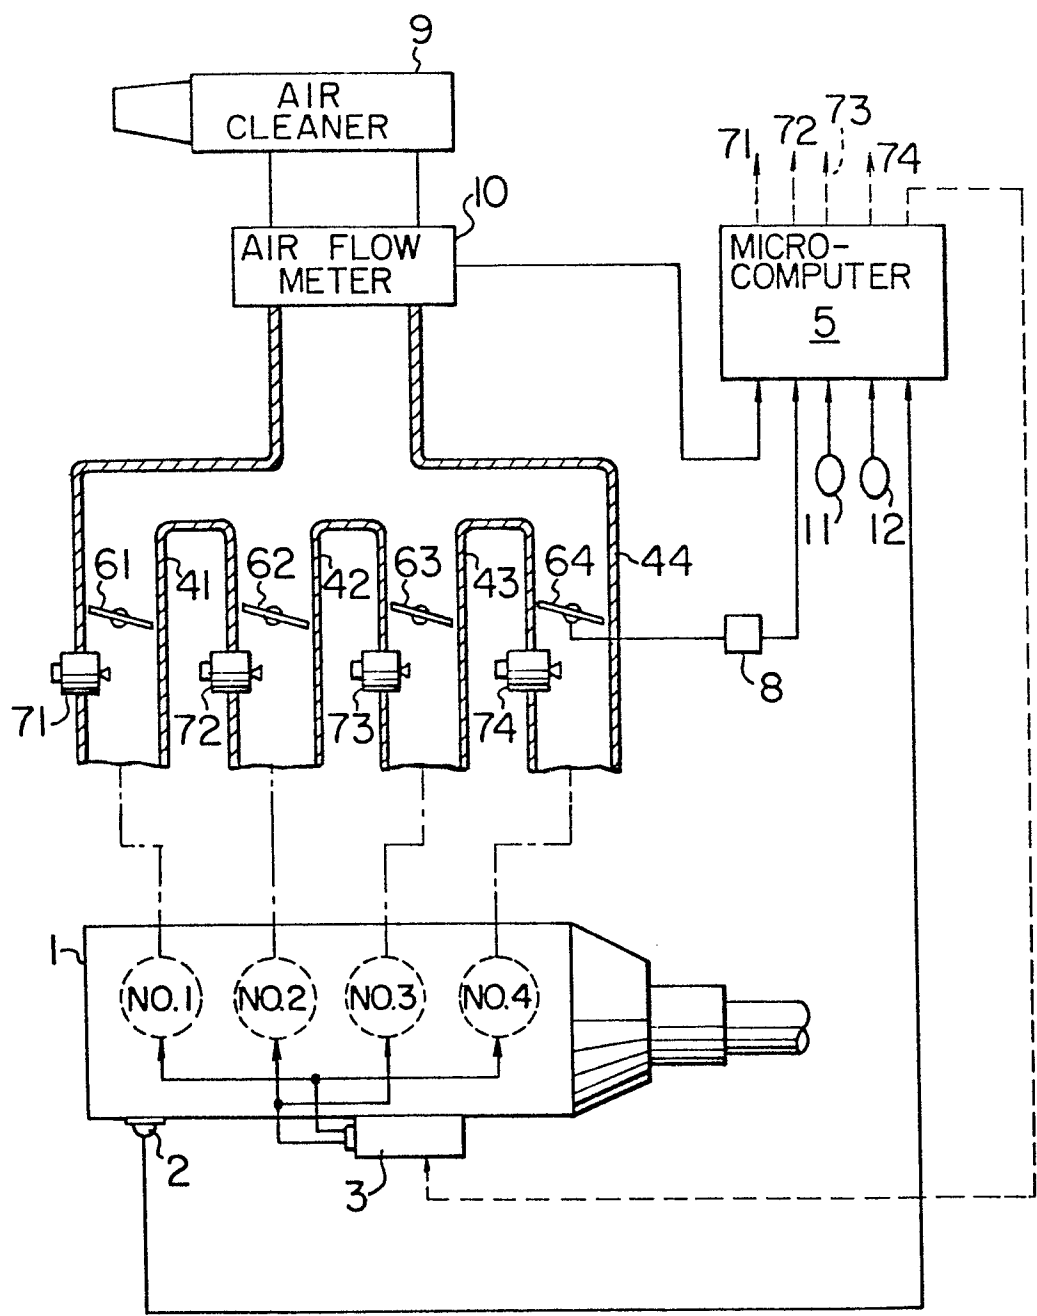 9
AIR
CLEANER
10
AIR FLOW
METER
71 72 73 74
MICRO-
COMPUTER
5
11 12
61 41 62 42 63 43 64 44
8
71 72 73 74
1
NO.1 NO.2 NO.3 NO.4
2 3